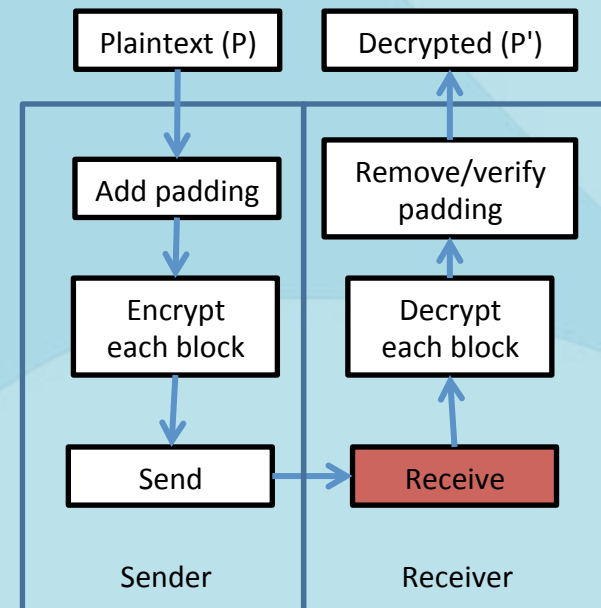 Plaintext (P)
Add padding
Encrypt
each block
Send
Sender
Decrypted (P')
Remove/verify
padding
Decrypt
each block
Receive
Receiver